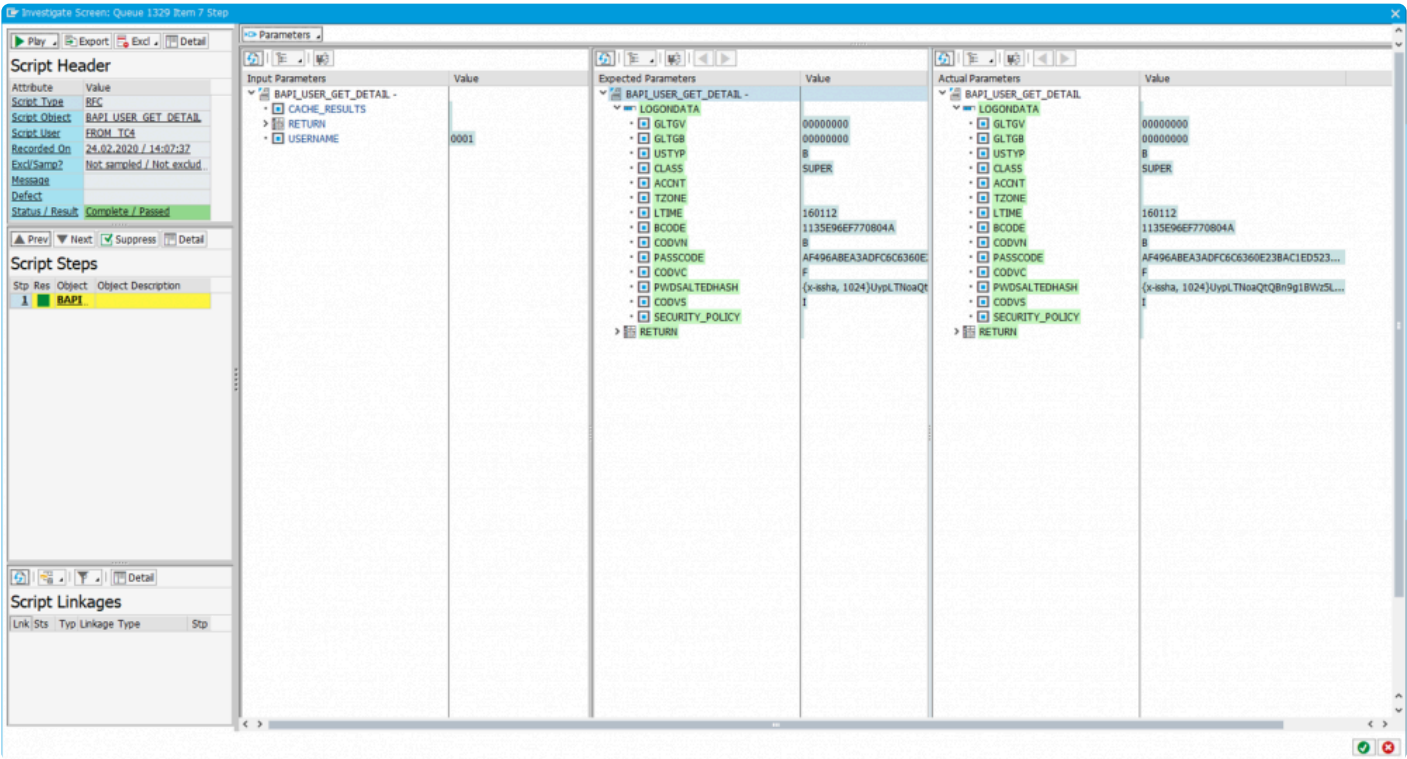 Investigate Screen: Queue 1329 Item 7 Step
Play Export Excl Detail
Script Header
Attribute Value
Script Type RFC
Script Object BAPI_USER_GET_DETAIL
Script User FROM_TC4
Recorded On 24.02.2020 / 14:07:37
Excl/Samp? Not sampled / Not exclud..
Message
Defect
Status / Result Complete / Passed
Prev Next Suppress Detail
Script Steps
Stp Res Object Object Description
1 BAPI..
Detail
Script Linkages
Lnk Sts Typ Linkage Type Stp
Parameters
Input Parameters Value
BAPI_USER_GET_DETAIL -
CACHE_RESULTS
RETURN
USERNAME 0001
Expected Parameters Value
BAPI_USER_GET_DETAIL -
LOGONDATA
GLTGV 00000000
GLTGB 00000000
USTYP B
CLASS SUPER
ACCNT
TZONE
LTIME 160112
BCODE 1135E96EF770804A
CODVN B
PASSCODE AF496ABEA3ADFC6C6360E
CODVC F
PWDSALTEDHASH {x-issha, 1024}UypLTNoaQt
CODVS I
SECURITY_POLICY
RETURN
Actual Parameters Value
BAPI_USER_GET_DETAIL
LOGONDATA
GLTGV 00000000
GLTGB 00000000
USTYP B
CLASS SUPER
ACCNT
TZONE
LTIME 160112
BCODE 1135E96EF770804A
CODVN B
PASSCODE AF496ABEA3ADFC6C6360E23BAC1ED523...
CODVC F
PWDSALTEDHASH {x-issha, 1024}UypLTNoaQtQBn9g1BWz5L...
CODVS I
SECURITY_POLICY
RETURN